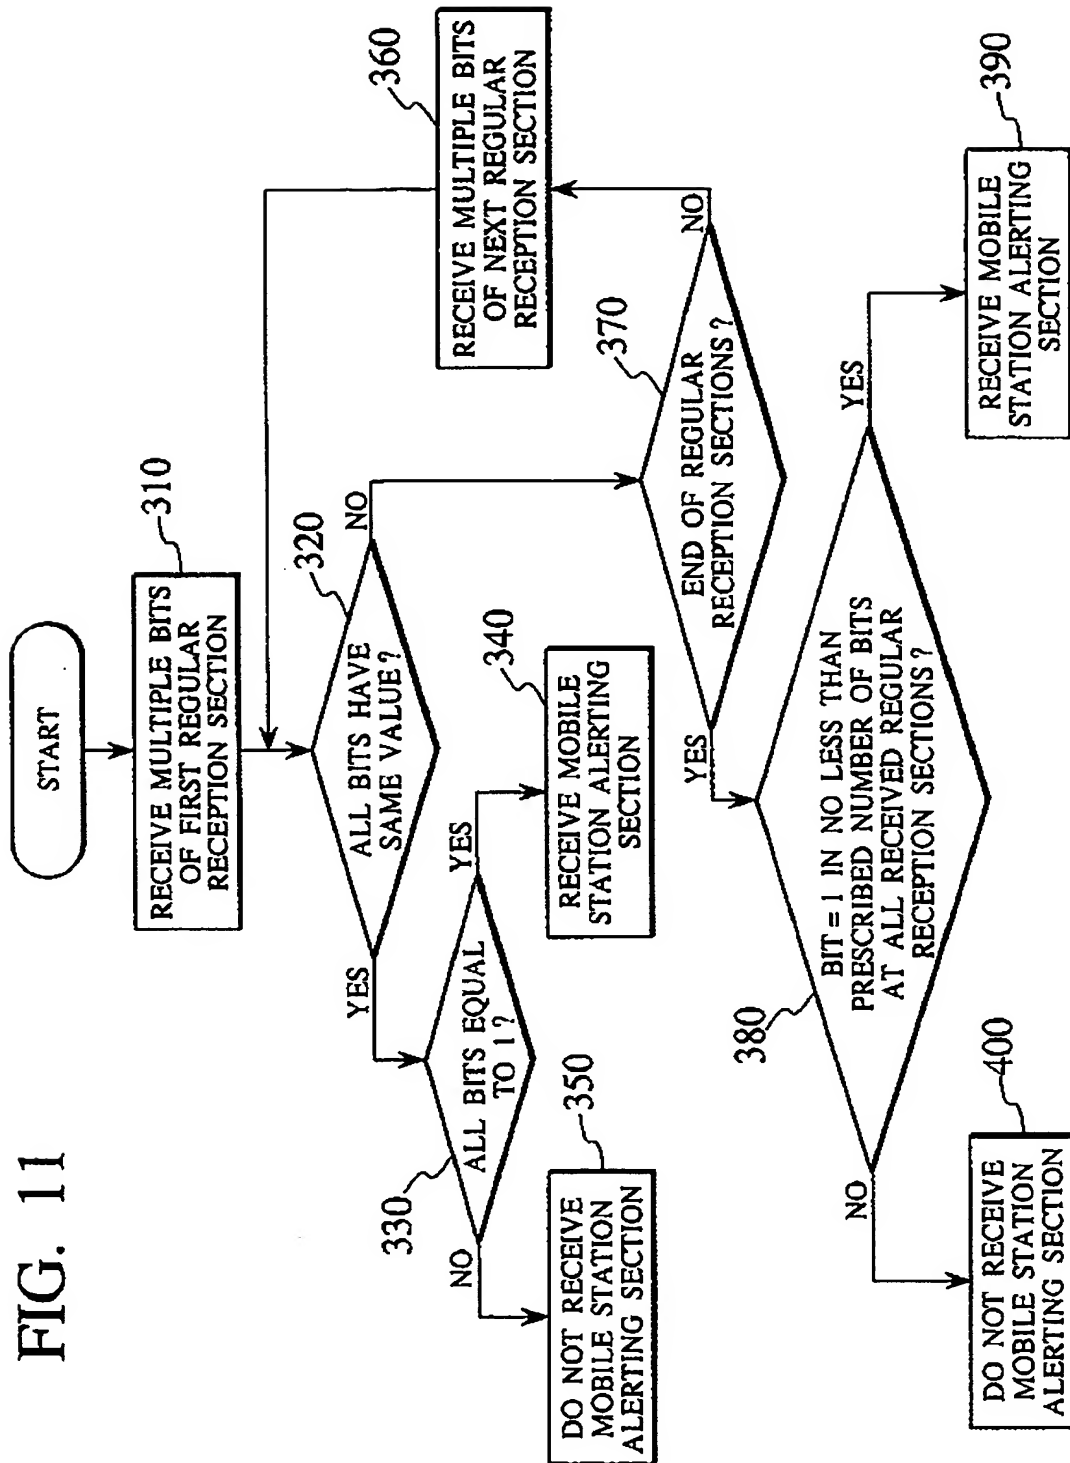 FIG. 11
START
RECEIVE MULTIPLE BITS
OF FIRST REGULAR
RECEPTION SECTION
310
ALL BITS HAVE
SAME VALUE?
320
YES
NO
ALL BITS EQUAL
TO 1?
330
YES
NO
RECEIVE MOBILE
STATION ALERTING
SECTION
340
DO NOT RECEIVE
MOBILE STATION
ALERTING SECTION
350
RECEIVE MULTIPLE BITS
OF NEXT REGULAR
RECEPTION SECTION
360
END OF REGULAR
RECEPTION SECTIONS?
370
YES
NO
BIT = 1 IN NO LESS THAN
PRESCRIBED NUMBER OF BITS
AT ALL RECEIVED REGULAR
RECEPTION SECTIONS?
380
YES
NO
RECEIVE MOBILE
STATION ALERTING
SECTION
390
DO NOT RECEIVE
MOBILE STATION
ALERTING SECTION
400